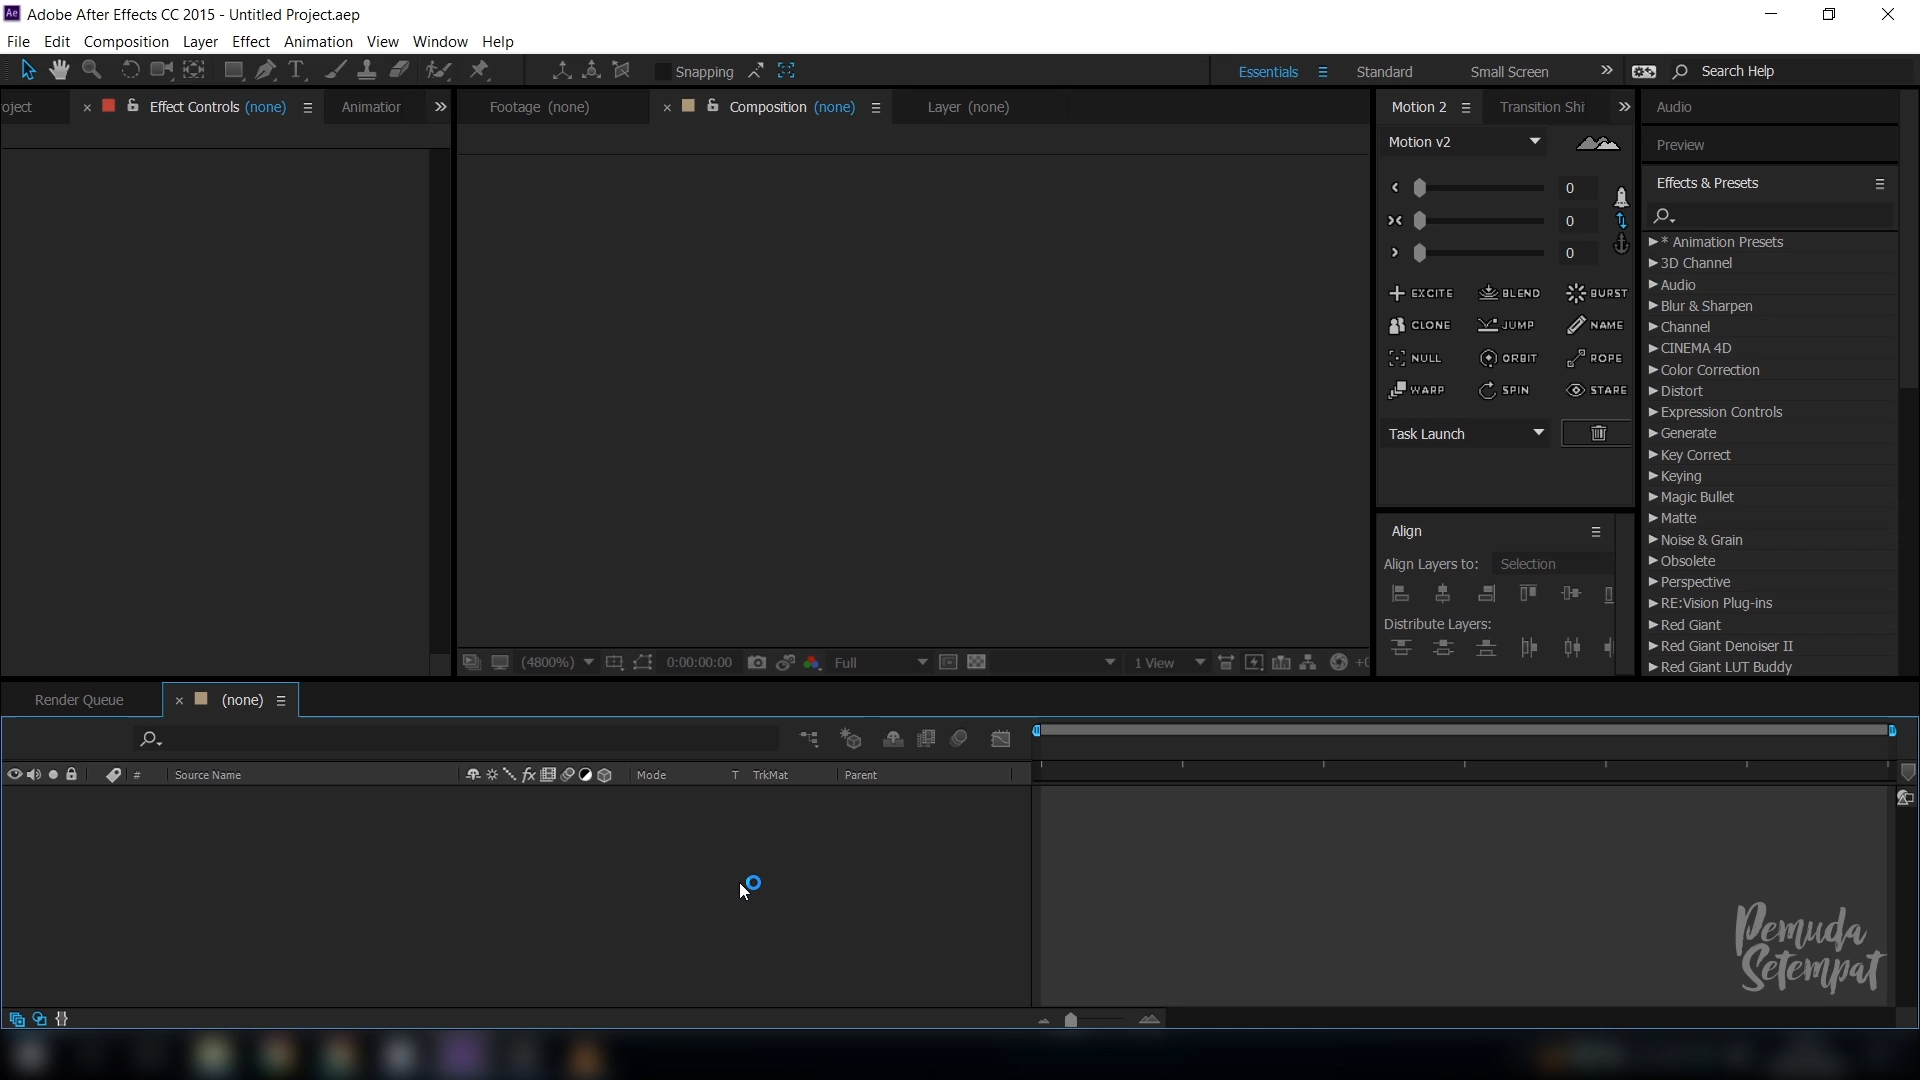 Adobe After Effects CC 2015 - Untitled Project.aep
File Edit Composition Layer Effect Animation View Window Help
Snapping
Essentials Standard Small Screen Search Help
oject Effect Controls (none) Animatior
Footage (none) Composition (none) Layer (none)
Motion 2 Transition Shi
Motion v2
0
0
0
EXCITE BLEND BURST
CLONE JUMP NAME
NULL ORBIT ROPE
WARP SPIN STARE
Task Launch
Align
Align Layers to: Selection
Distribute Layers:
Audio
Preview
Effects & Presets
* Animation Presets
3D Channel
Audio
Blur & Sharpen
Channel
CINEMA 4D
Color Correction
Distort
Expression Controls
Generate
Key Correct
Keying
Magic Bullet
Matte
Noise & Grain
Obsolete
Perspective
RE:Vision Plug-ins
Red Giant
Red Giant Denoiser II
Red Giant LUT Buddy
(4800%) 0:00:00:00 Full 1 View +0
Render Queue (none)
# Source Name Mode T TrkMat Parent
Pemuda
Setempat